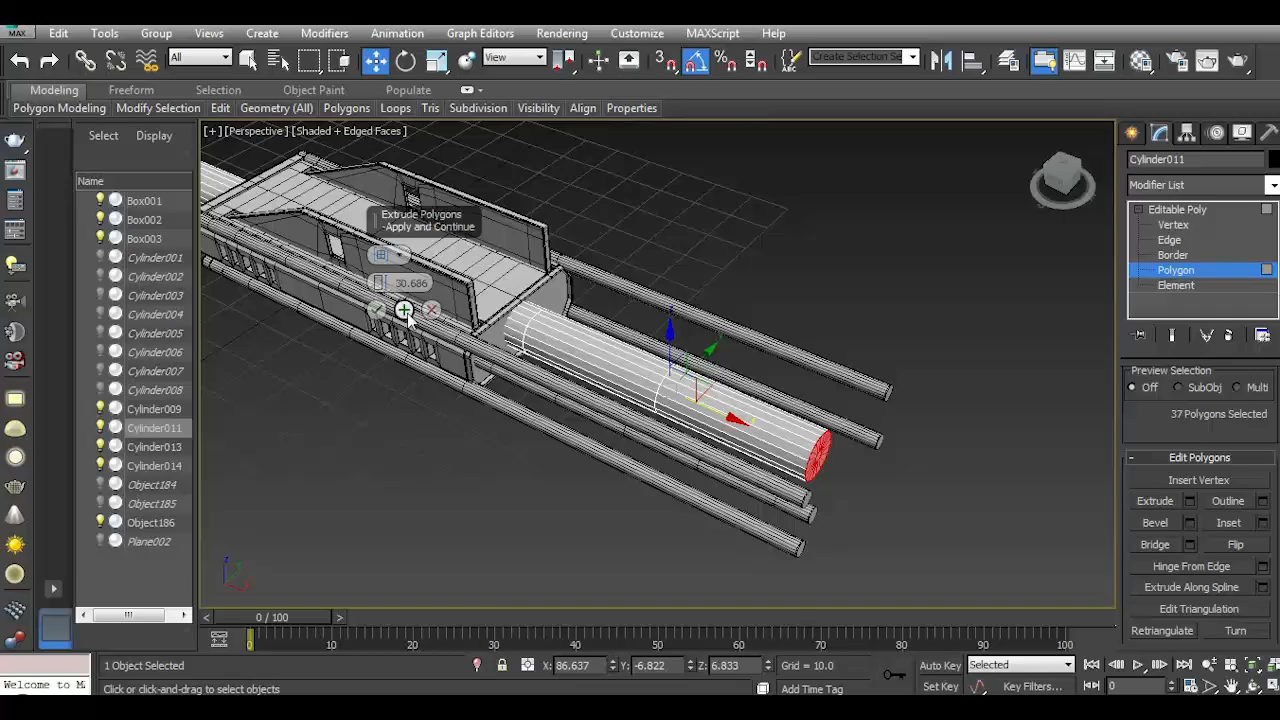 MAX
Edit Tools Group Views Create Modifiers Animation Graph Editors Rendering Customize MAXScript Help
All View 3 Create Selection Se
Modeling Freeform Selection Object Paint Populate
Polygon Modeling Modify Selection Edit Geometry (All) Polygons Loops Tris Subdivision Visibility Align Properties
Select Display
Name
Box001
Box002
Box003
Cylinder001
Cylinder002
Cylinder003
Cylinder004
Cylinder005
Cylinder006
Cylinder007
Cylinder008
Cylinder009
Cylinder011
Cylinder013
Cylinder014
Object184
Object185
Object186
Plane002
[+] [Perspective] [Shaded + Edged Faces ]
Extrude Polygons
-Apply and Continue
30.686
Cylinder011
Modifier List
Editable Poly
Vertex
Edge
Border
Polygon
Element
Preview Selection
Off SubObj Multi
37 Polygons Selected
- Edit Polygons
Insert Vertex
Extrude Outline
Bevel Inset
Bridge Flip
Hinge From Edge
Extrude Along Spline
Edit Triangulation
Retriangulate Turn
< 0 / 100 >
0 10 20 30 40 50 60 70 80 90 100
1 Object Selected X: 86.637 Y: -6.822 Z: 6.833 Grid = 10.0 Auto Key Selected
Welcome to M Click or click-and-drag to select objects Add Time Tag Set Key Key Filters... 0